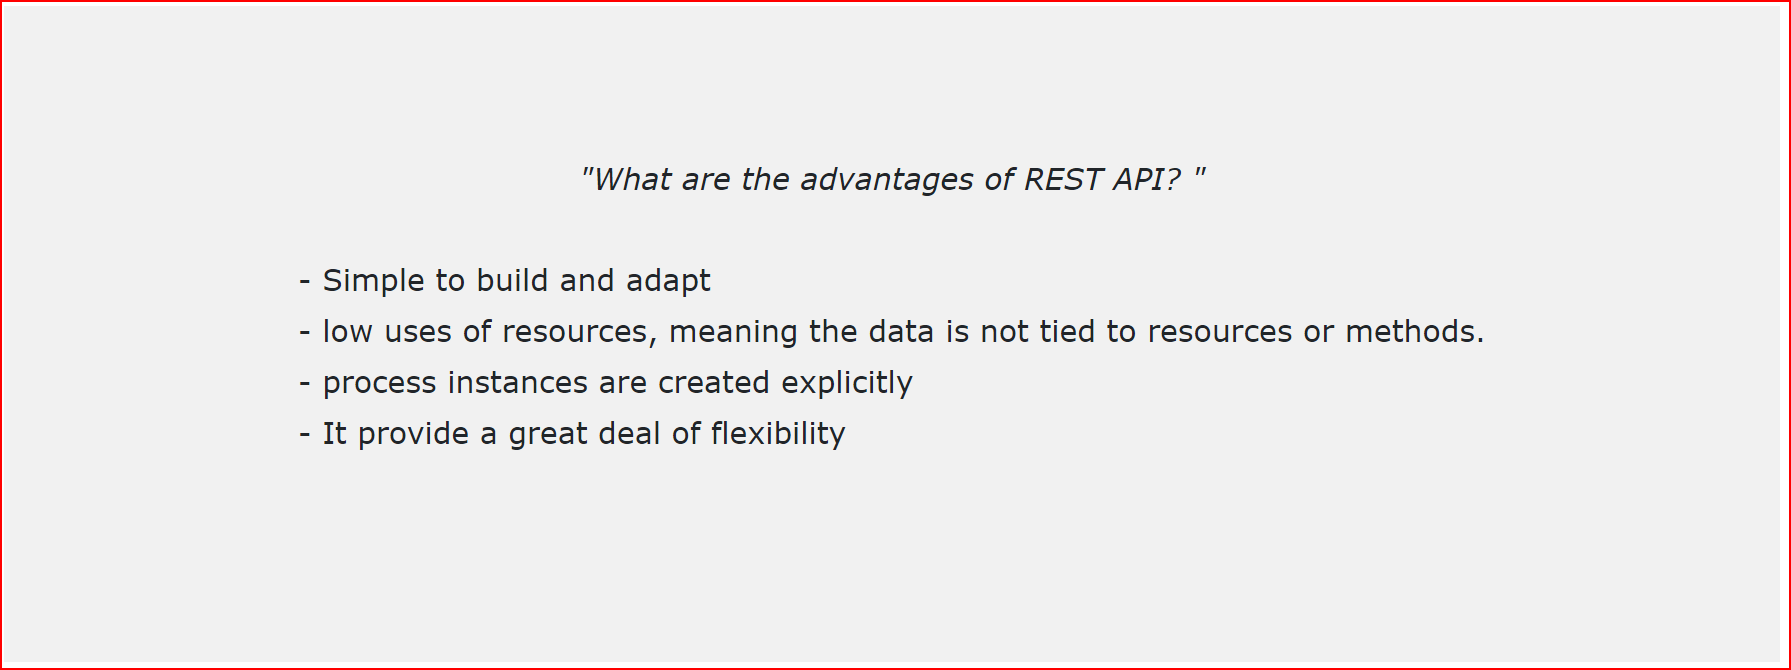 "What are the advantages of REST API? "
- Simple to build and adapt
- low uses of resources, meaning the data is not tied to resources or methods.
- process instances are created explicitly
- It provide a great deal of flexibility